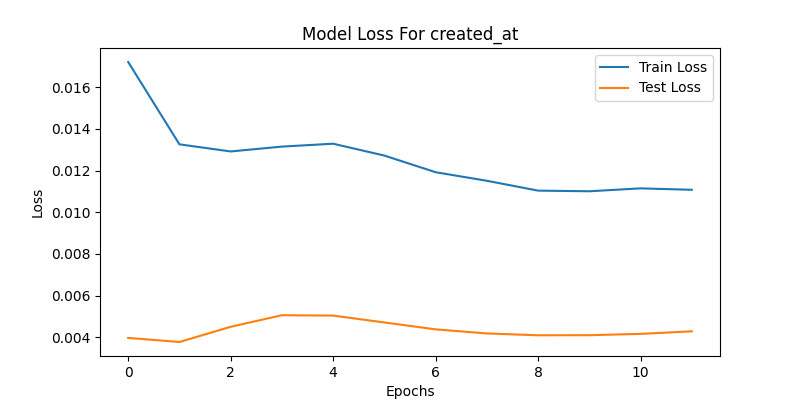 Model Loss For created_at
Train Loss
Test Loss
0.016
0.014
0.012
0.010
0.008
0.006
0.004
Loss
0 2 4 6 8 10
Epochs